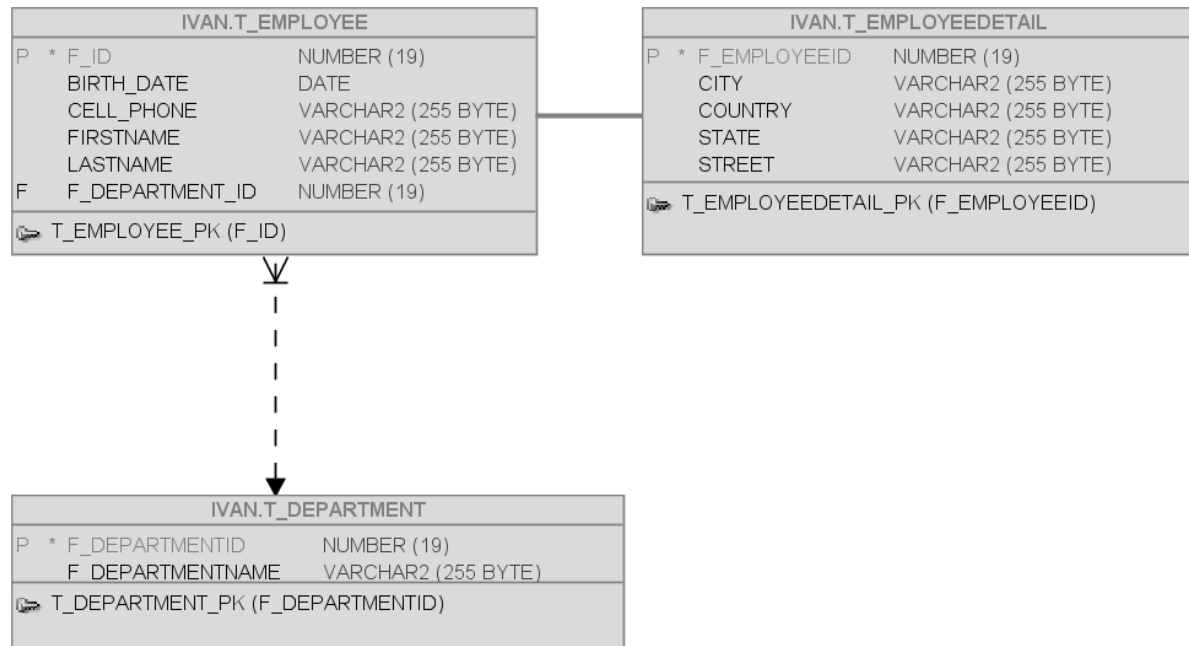 IVAN.T_EMPLOYEE
P * F_ID NUMBER (19)
BIRTH_DATE DATE
CELL_PHONE VARCHAR2 (255 BYTE)
FIRSTNAME VARCHAR2 (255 BYTE)
LASTNAME VARCHAR2 (255 BYTE)
F F_DEPARTMENT_ID NUMBER (19)
T_EMPLOYEE_PK (F_ID)
IVAN.T_EMPLOYEEDETAIL
P * F_EMPLOYEEID NUMBER (19)
CITY VARCHAR2 (255 BYTE)
COUNTRY VARCHAR2 (255 BYTE)
STATE VARCHAR2 (255 BYTE)
STREET VARCHAR2 (255 BYTE)
T_EMPLOYEEDETAIL_PK (F_EMPLOYEEID)
IVAN.T_DEPARTMENT
P * F_DEPARTMENTID NUMBER (19)
F_DEPARTMENTNAME VARCHAR2 (255 BYTE)
T_DEPARTMENT_PK (F_DEPARTMENTID)